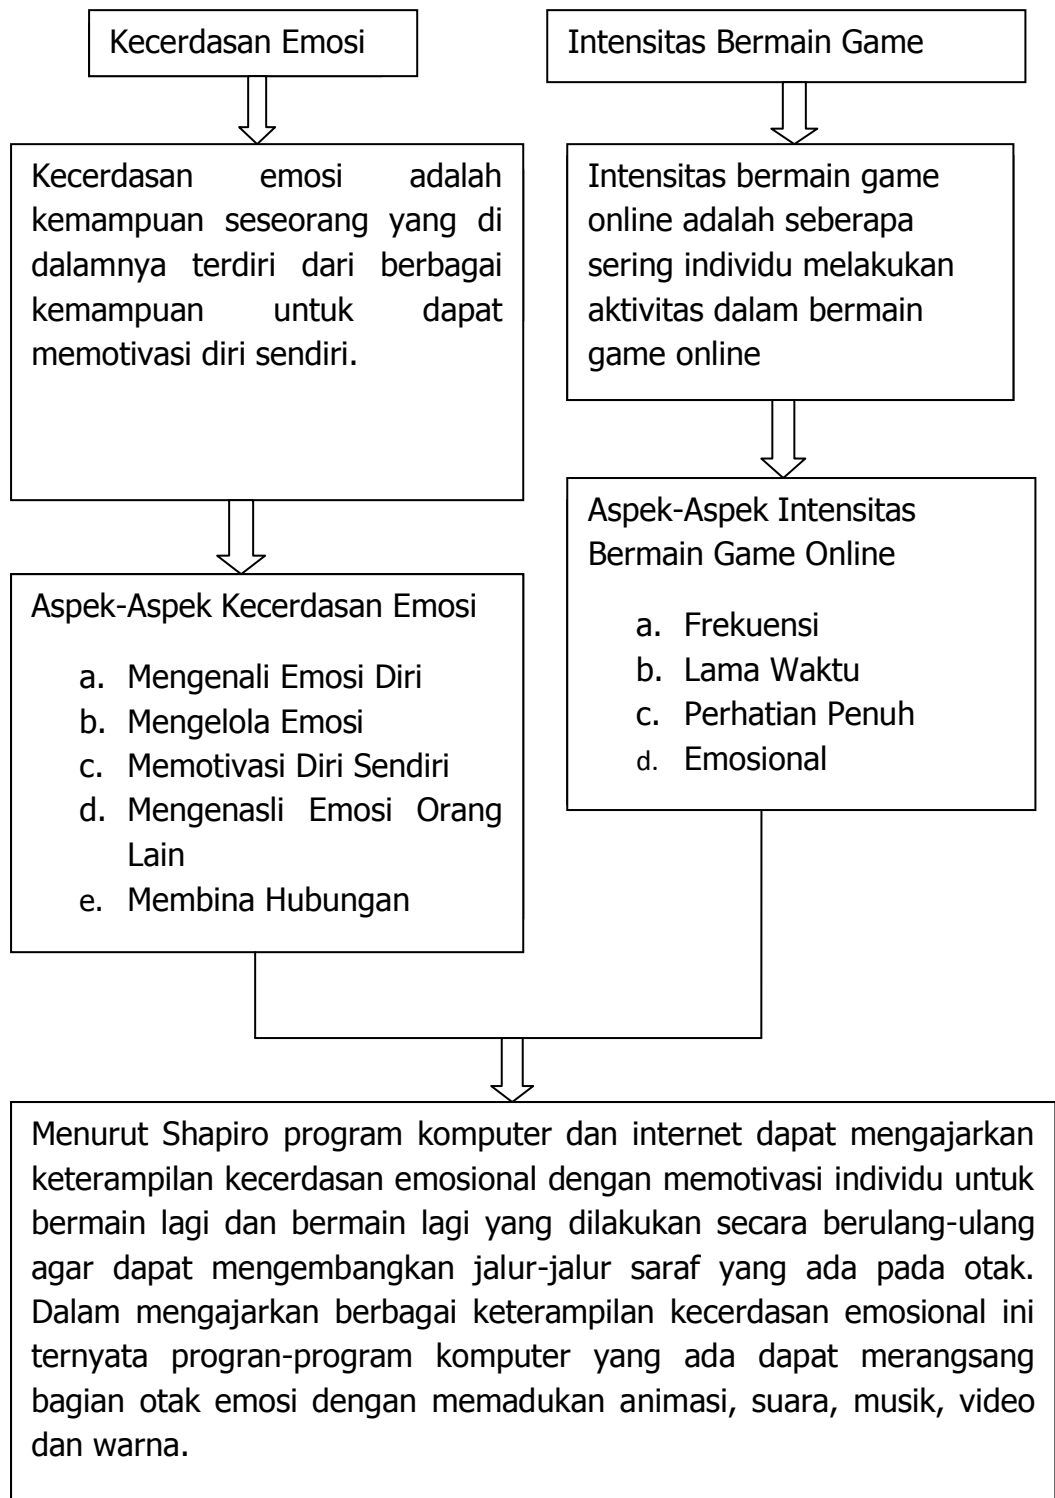 Kecerdasan Emosi
Intensitas Bermain Game
Kecerdasan emosi adalah
kemampuan seseorang yang di
dalamnya terdiri dari berbagai
kemampuan untuk dapat
memotivasi diri sendiri.
Intensitas bermain game
online adalah seberapa
sering individu melakukan
aktivitas dalam bermain
game online
Aspek-Aspek Kecerdasan Emosi
a. Mengenali Emosi Diri
b. Mengelola Emosi
c. Memotivasi Diri Sendiri
d. Mengenasli Emosi Orang
Lain
e. Membina Hubungan
Aspek-Aspek Intensitas
Bermain Game Online
a. Frekuensi
b. Lama Waktu
c. Perhatian Penuh
d. Emosional
Menurut Shapiro program komputer dan internet dapat mengajarkan
keterampilan kecerdasan emosional dengan memotivasi individu untuk
bermain lagi dan bermain lagi yang dilakukan secara berulang-ulang
agar dapat mengembangkan jalur-jalur saraf yang ada pada otak.
Dalam mengajarkan berbagai keterampilan kecerdasan emosional ini
ternyata progran-program komputer yang ada dapat merangsang
bagian otak emosi dengan memadukan animasi, suara, musik, video
dan warna.